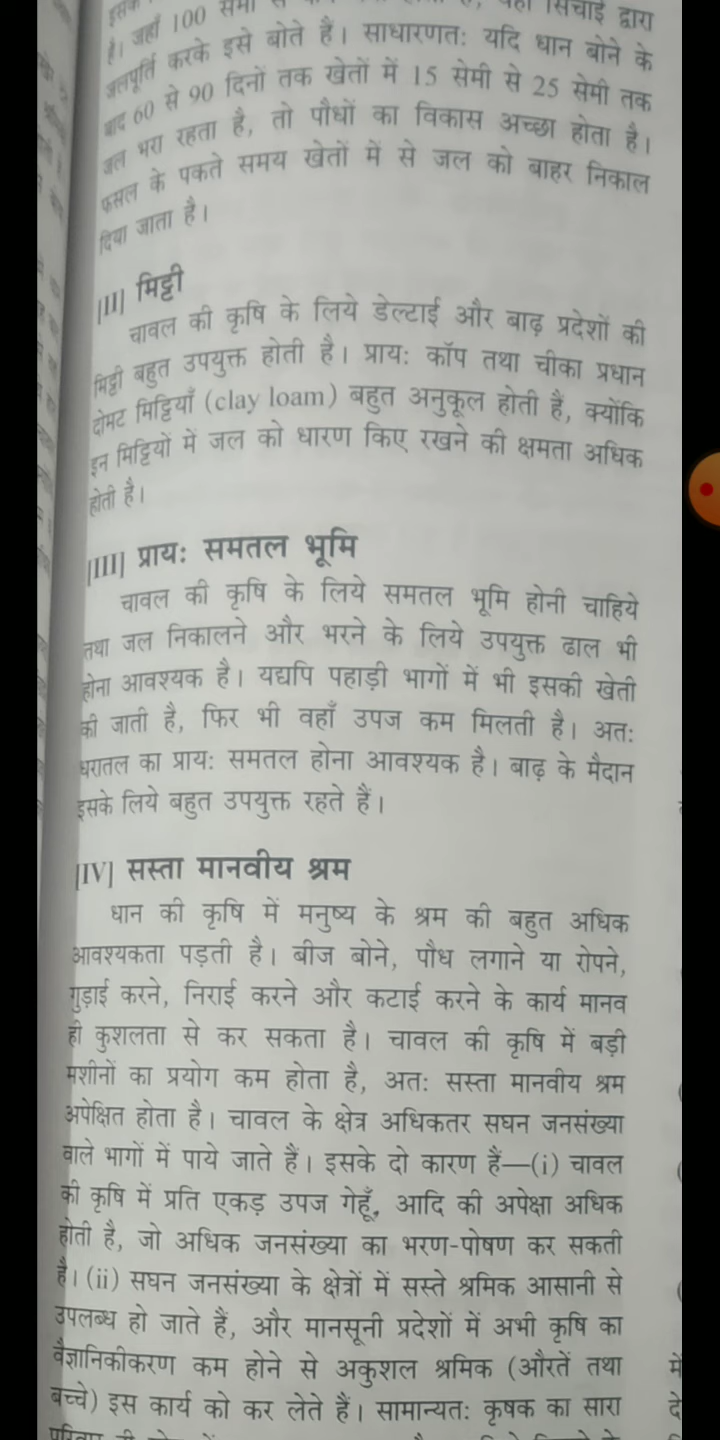 है। जहाँ 100 सेमी सिंचाई द्वारा
जलपूर्ति करके इसे बोते हैं। साधारणतः यदि धान बोने के
बाद 60 से 90 दिनों तक खेतों में 15 सेमी से 25 सेमी तक
जल भरा रहता है, तो पौधों का विकास अच्छा होता है।
फसल के पकते समय खेतों में से जल को बाहर निकाल
दिया जाता है।
[II] मिट्टी
चावल की कृषि के लिये डेल्टाई और बाढ़ प्रदेशों की
मिट्टी बहुत उपयुक्त होती है। प्रायः कॉप तथा चीका प्रधान
दोमट मिट्टियाँ (clay loam) बहुत अनुकूल होती हैं, क्योंकि
इन मिट्टियों में जल को धारण किए रखने की क्षमता अधिक
होती है।
[III] प्रायः समतल भूमि
चावल की कृषि के लिये समतल भूमि होनी चाहिये
तथा जल निकालने और भरने के लिये उपयुक्त ढाल भी
होना आवश्यक है। यद्यपि पहाड़ी भागों में भी इसकी खेती
की जाती है, फिर भी वहाँ उपज कम मिलती है। अतः
धरातल का प्रायः समतल होना आवश्यक है। बाढ़ के मैदान
इसके लिये बहुत उपयुक्त रहते हैं।
[IV] सस्ता मानवीय श्रम
धान की कृषि में मनुष्य के श्रम की बहुत अधिक
आवश्यकता पड़ती है। बीज बोने, पौध लगाने या रोपने,
गुड़ाई करने, निराई करने और कटाई करने के कार्य मानव
ही कुशलता से कर सकता है। चावल की कृषि में बड़ी
मशीनों का प्रयोग कम होता है, अतः सस्ता मानवीय श्रम
अपेक्षित होता है। चावल के क्षेत्र अधिकतर सघन जनसंख्या
वाले भागों में पाये जाते हैं। इसके दो कारण हैं—(i) चावल
की कृषि में प्रति एकड़ उपज गेहूँ, आदि की अपेक्षा अधिक
होती है, जो अधिक जनसंख्या का भरण-पोषण कर सकती
है। (ii) सघन जनसंख्या के क्षेत्रों में सस्ते श्रमिक आसानी से
उपलब्ध हो जाते हैं, और मानसूनी प्रदेशों में अभी कृषि का
वैज्ञानिकीकरण कम होने से अकुशल श्रमिक (औरतें तथा
बच्चे) इस कार्य को कर लेते हैं। सामान्यतः कृषक का सारा
में
दे